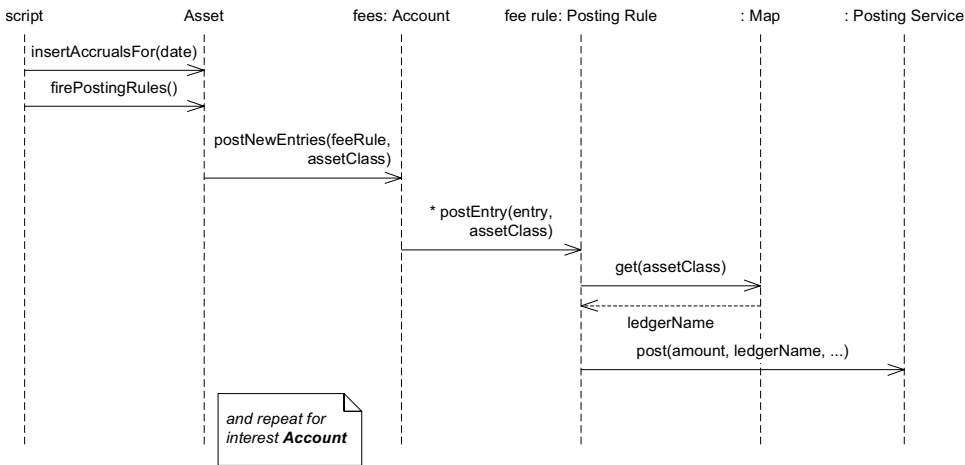 script
Asset
fees: Account
fee rule: Posting Rule
: Map
: Posting Service
insertAccrualsFor(date)
firePostingRules()
postNewEntries(feeRule,
assetClass)
* postEntry(entry,
assetClass)
get(assetClass)
ledgerName
post(amount, ledgerName, ...)
and repeat for
interest Account